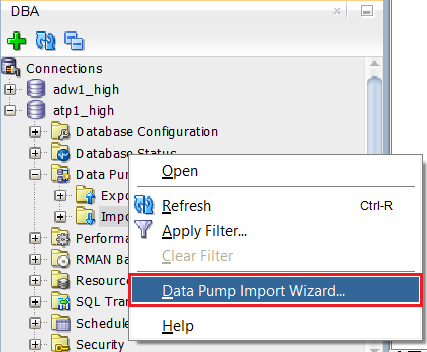 DBA
Connections
adw1_high
atp1_high
Database Configuration
Database Status
Data Pu
Open
Expo
Refresh Ctrl-R
Impo
Apply Filter...
Performa
Clear Filter
RMAN Ba
Resource
Data Pump Import Wizard...
SQL Tra
Schedule
Help
Security